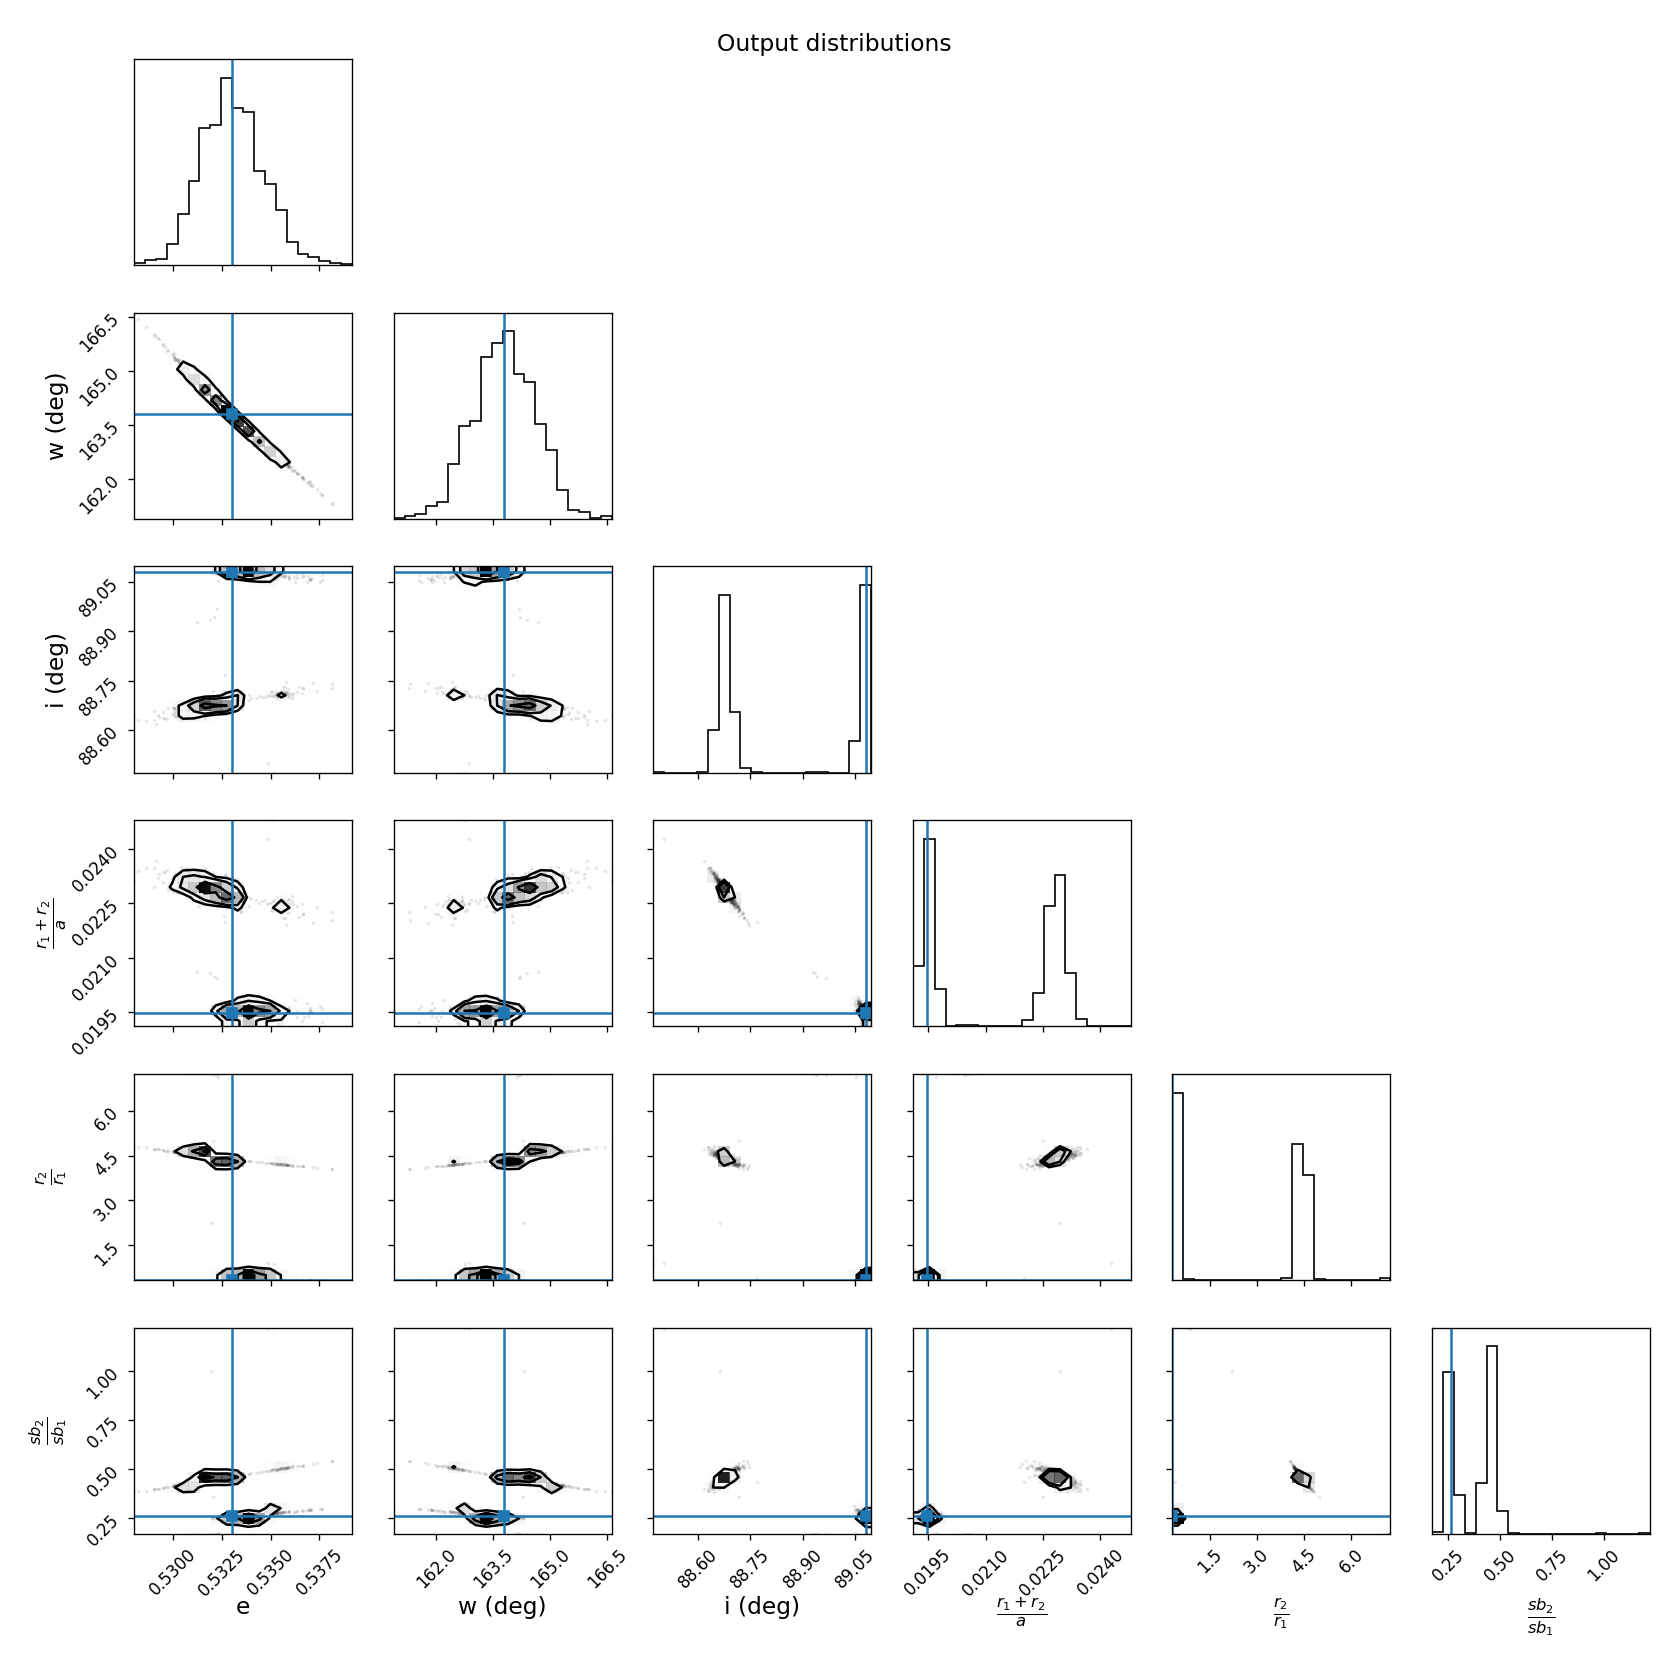 Output distributions
166.5
165.0
163.5
162.0
w (deg)
89.05
88.90
88.75
88.60
i (deg)
0.0240
0.0225
0.0210
0.0195
r₁ + r₂
a
6.0
4.5
3.0
1.5
r₂
r₁
1.00
0.75
0.50
0.25
sb₂
sb₁
0.5300 0.5325 0.5350 0.5375 162.0 163.5 165.0 166.5 88.60 88.75 88.90 89.05 0.0195 0.0210 0.0225 0.0240 1.5 3.0 4.5 6.0 0.25 0.50 0.75 1.00
e w (deg) i (deg)
r₁ + r₂
a
r₂
r₁
sb₂
sb₁